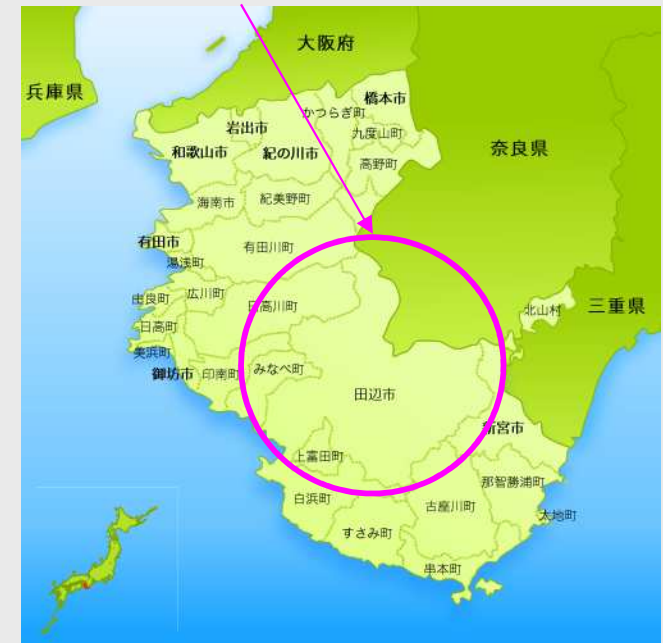 大阪府
兵庫県
橋本市
かつらぎ町
岩出市
九度山町
和歌山市
紀の川市
奈良県
高野町
紀美野町
海南市
有田市
有田川町
湯浅町
広川町
由良町
日高川町
北山村
三重県
日高町
美浜町
御坊市
印南町
みなべ町
田辺市
新宮市
上富田町
那智勝浦町
白浜町
古座川町
太地町
すさみ町
串本町